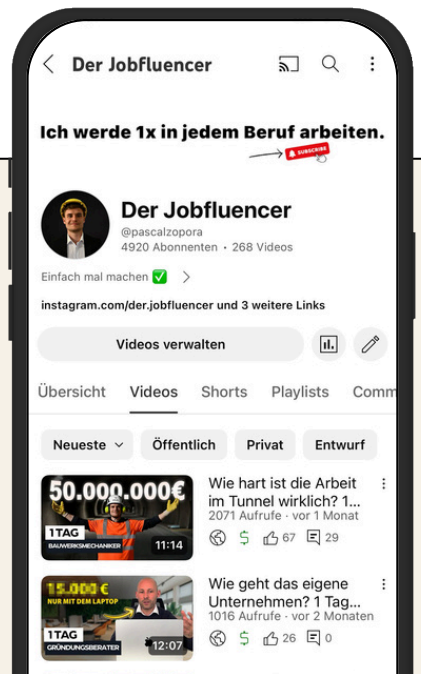 Der Jobfluencer
Ich werde 1x in jedem Beruf arbeiten.
SUBSCRIBE
Der Jobfluencer
@pascalzopora
4920 Abonnenten • 268 Videos
Einfach mal machen ✅
instagram.com/der.jobfluencer und 3 weitere Links
Videos verwalten
Übersicht Videos Shorts Playlists Comm
Neueste Öffentlich Privat Entwurf
50.000.000€
1 TAG
BAUWERKSMECHANIKER
11:14
Wie hart ist die Arbeit
im Tunnel wirklich? 1...
2071 Aufrufe · vor 1 Monat
$ 67 29
15.000 €
NUR MIT DEM LAPTOP
1 TAG
GRÜNDUNGSBERATER
12:07
Wie geht das eigene
Unternehmen? 1 Tag...
1016 Aufrufe · vor 2 Monaten
$ 26 0